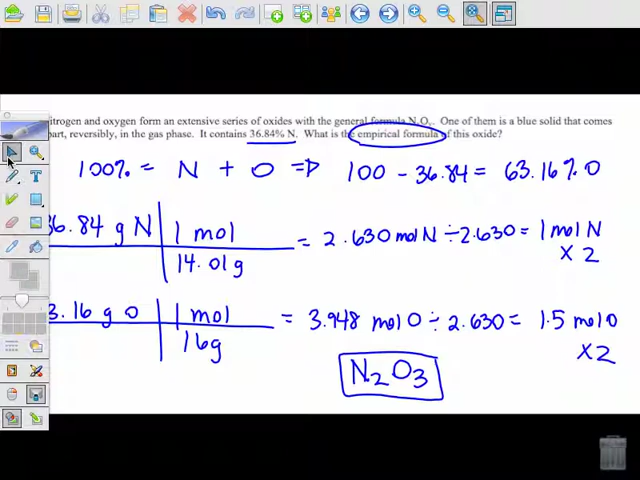 itrogen and oxygen form an extensive series of oxides with the general formula NxOy. One of them is a blue solid that comes
part, reversibly, in the gas phase. It contains 36.84% N. What is the empirical formula of this oxide?
100% = N + O => 100 - 36.84 = 63.16% O
36.84 g N 1 mol = 2.630 mol N ÷ 2.630 = 1 mol N
14.01 g x 2
3.16 g O 1 mol = 3.948 mol O ÷ 2.630 = 1.5 mol O
16g x 2
N2O3